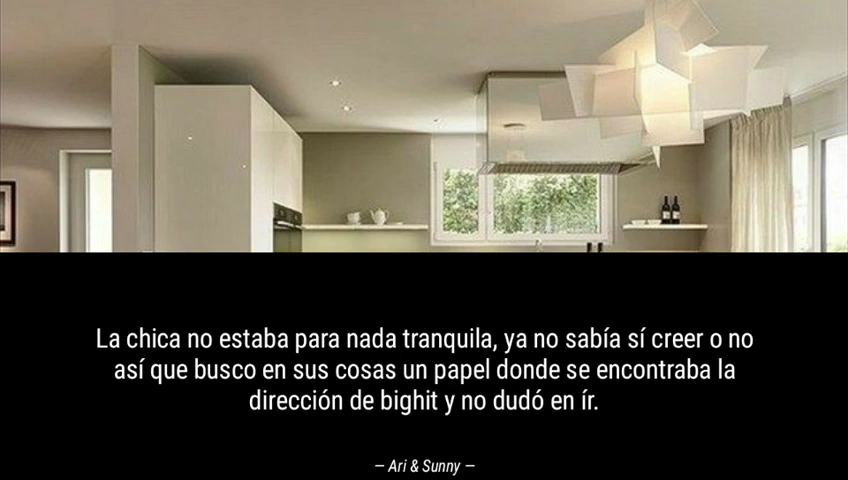 La chica no estaba para nada tranquila, ya no sabía sí creer o no
así que busco en sus cosas un papel donde se encontraba la
dirección de bighit y no dudó en ír.
— Ari & Sunny —